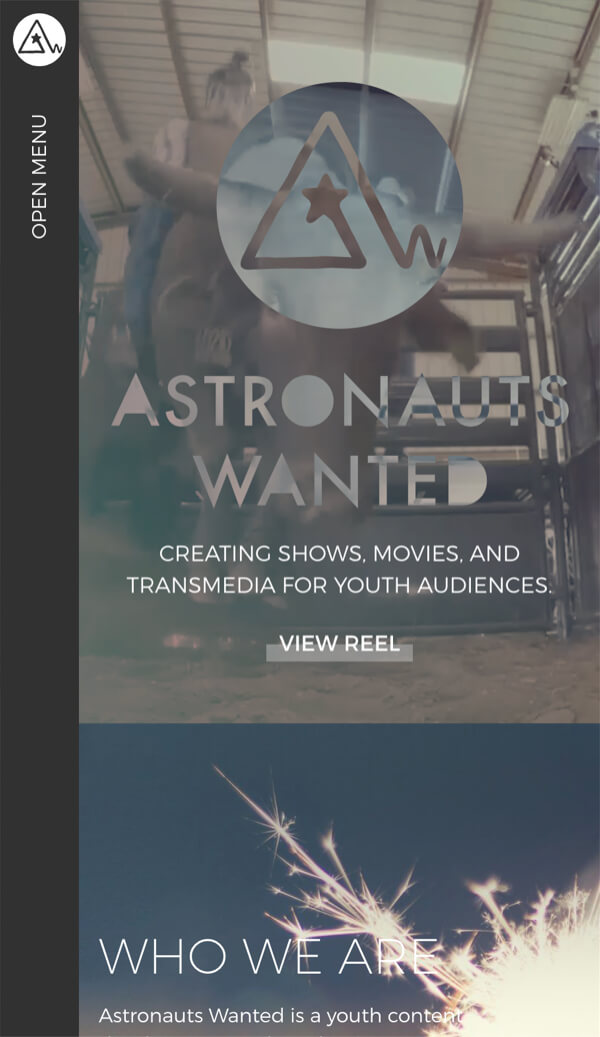 OPEN MENU
ASTRONAUTS
WANTED
CREATING SHOWS, MOVIES, AND
TRANSMEDIA FOR YOUTH AUDIENCES.
VIEW REEL
WHO WE ARE
Astronauts Wanted is a youth content